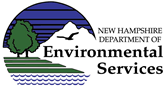 NEW HAMPSHIRE
DEPARTMENT OF
Environmental
Services